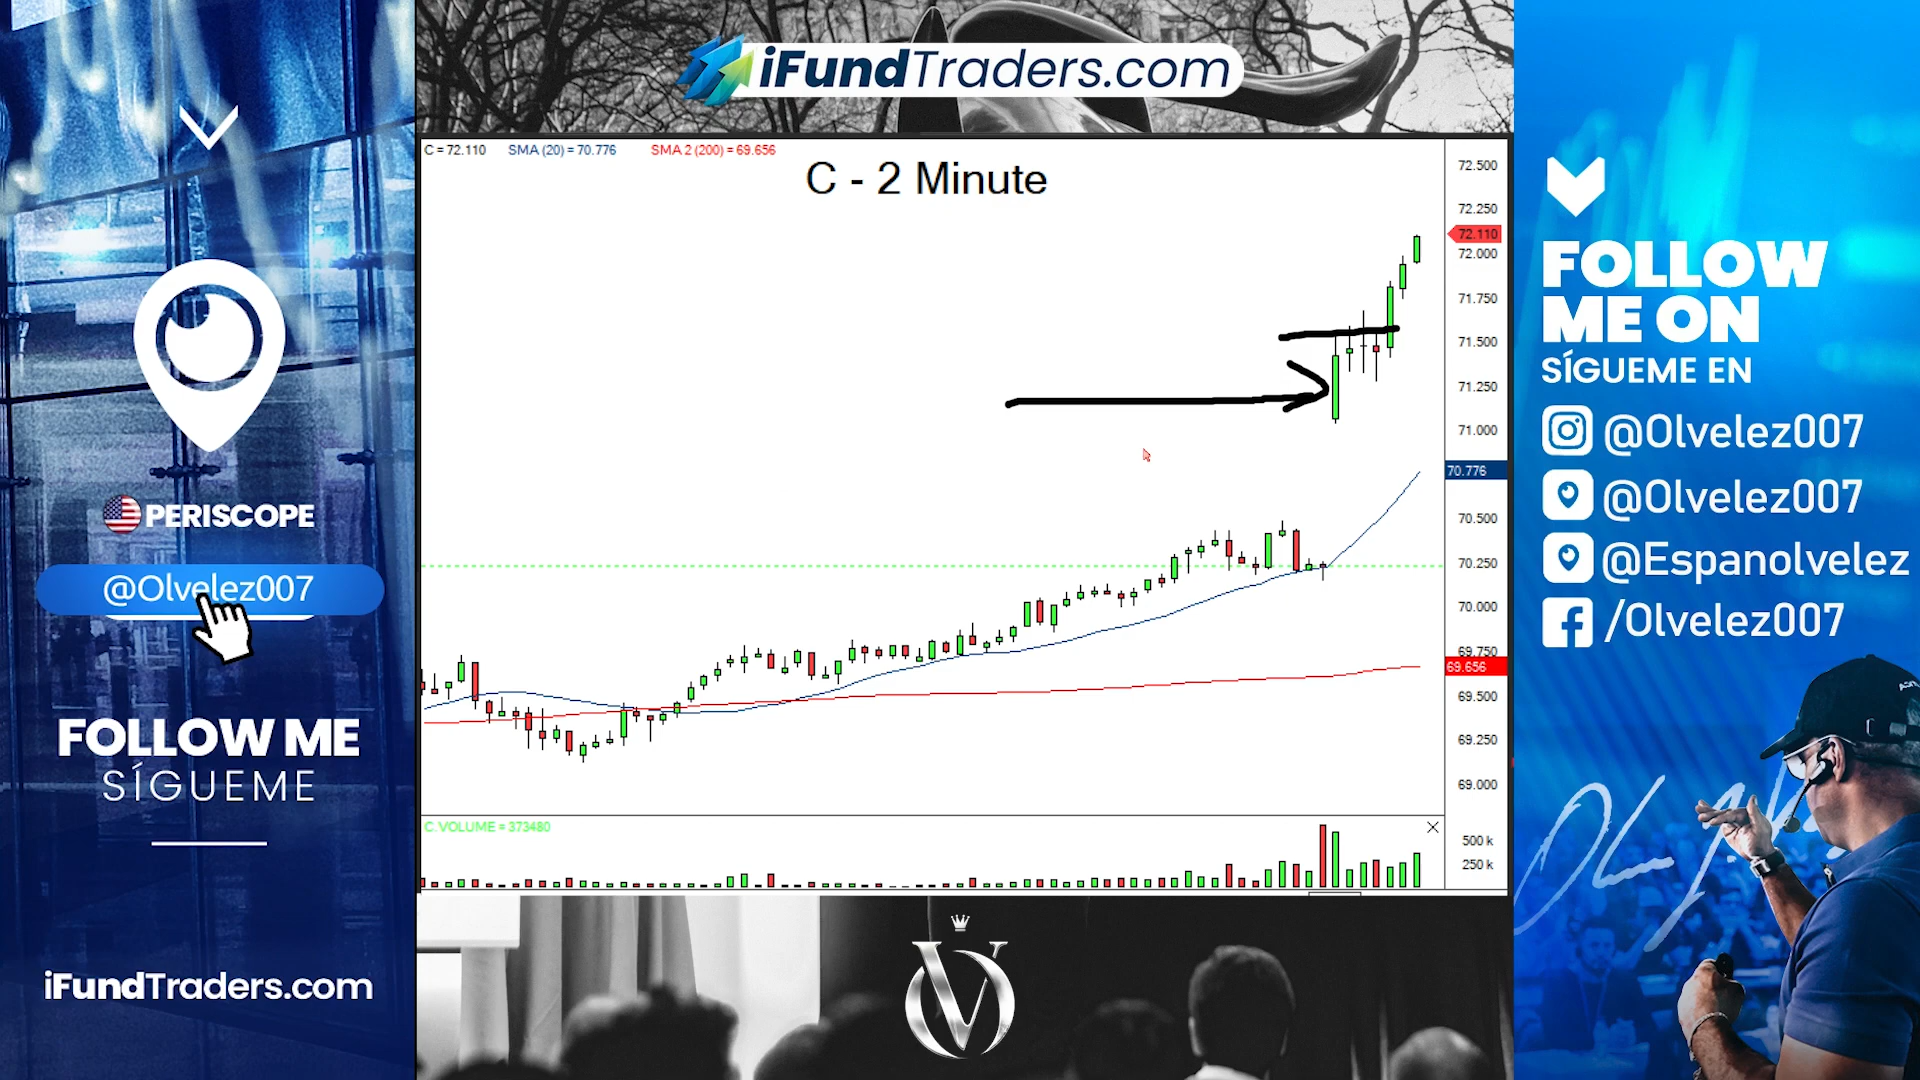 iFundTraders.com
C = 72.110 SMA (20) = 70.776 SMA 2 (200) = 69.656
C - 2 Minute
72.500
72.250
72.110
72.000
71.750
71.500
71.250
71.000
70.776
70.500
70.250
70.000
69.750
69.656
69.500
69.250
69.000
C.VOLUME = 373480
500 k
250 k
PERISCOPE
@Olvelez007
FOLLOW ME
SÍGUEME
iFundTraders.com
FOLLOW
ME ON
SÍGUEME EN
@Olvelez007
@Olvelez007
@Espanolvelez
/Olvelez007